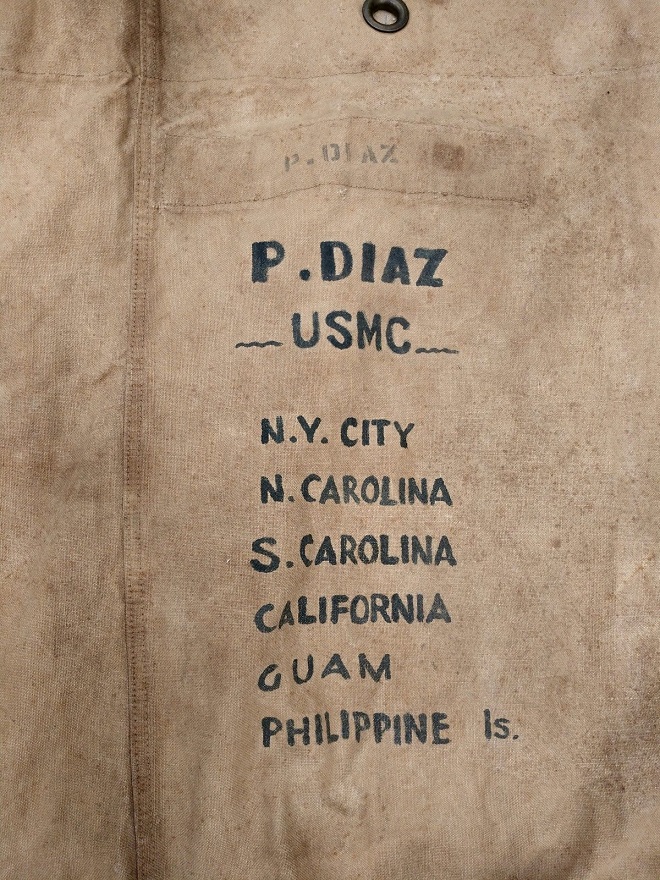 P.DIAZ
P.DIAZ
USMC
N.Y. CITY
N. CAROLINA
S. CAROLINA
CALIFORNIA
GUAM
PHILIPPINE Is.